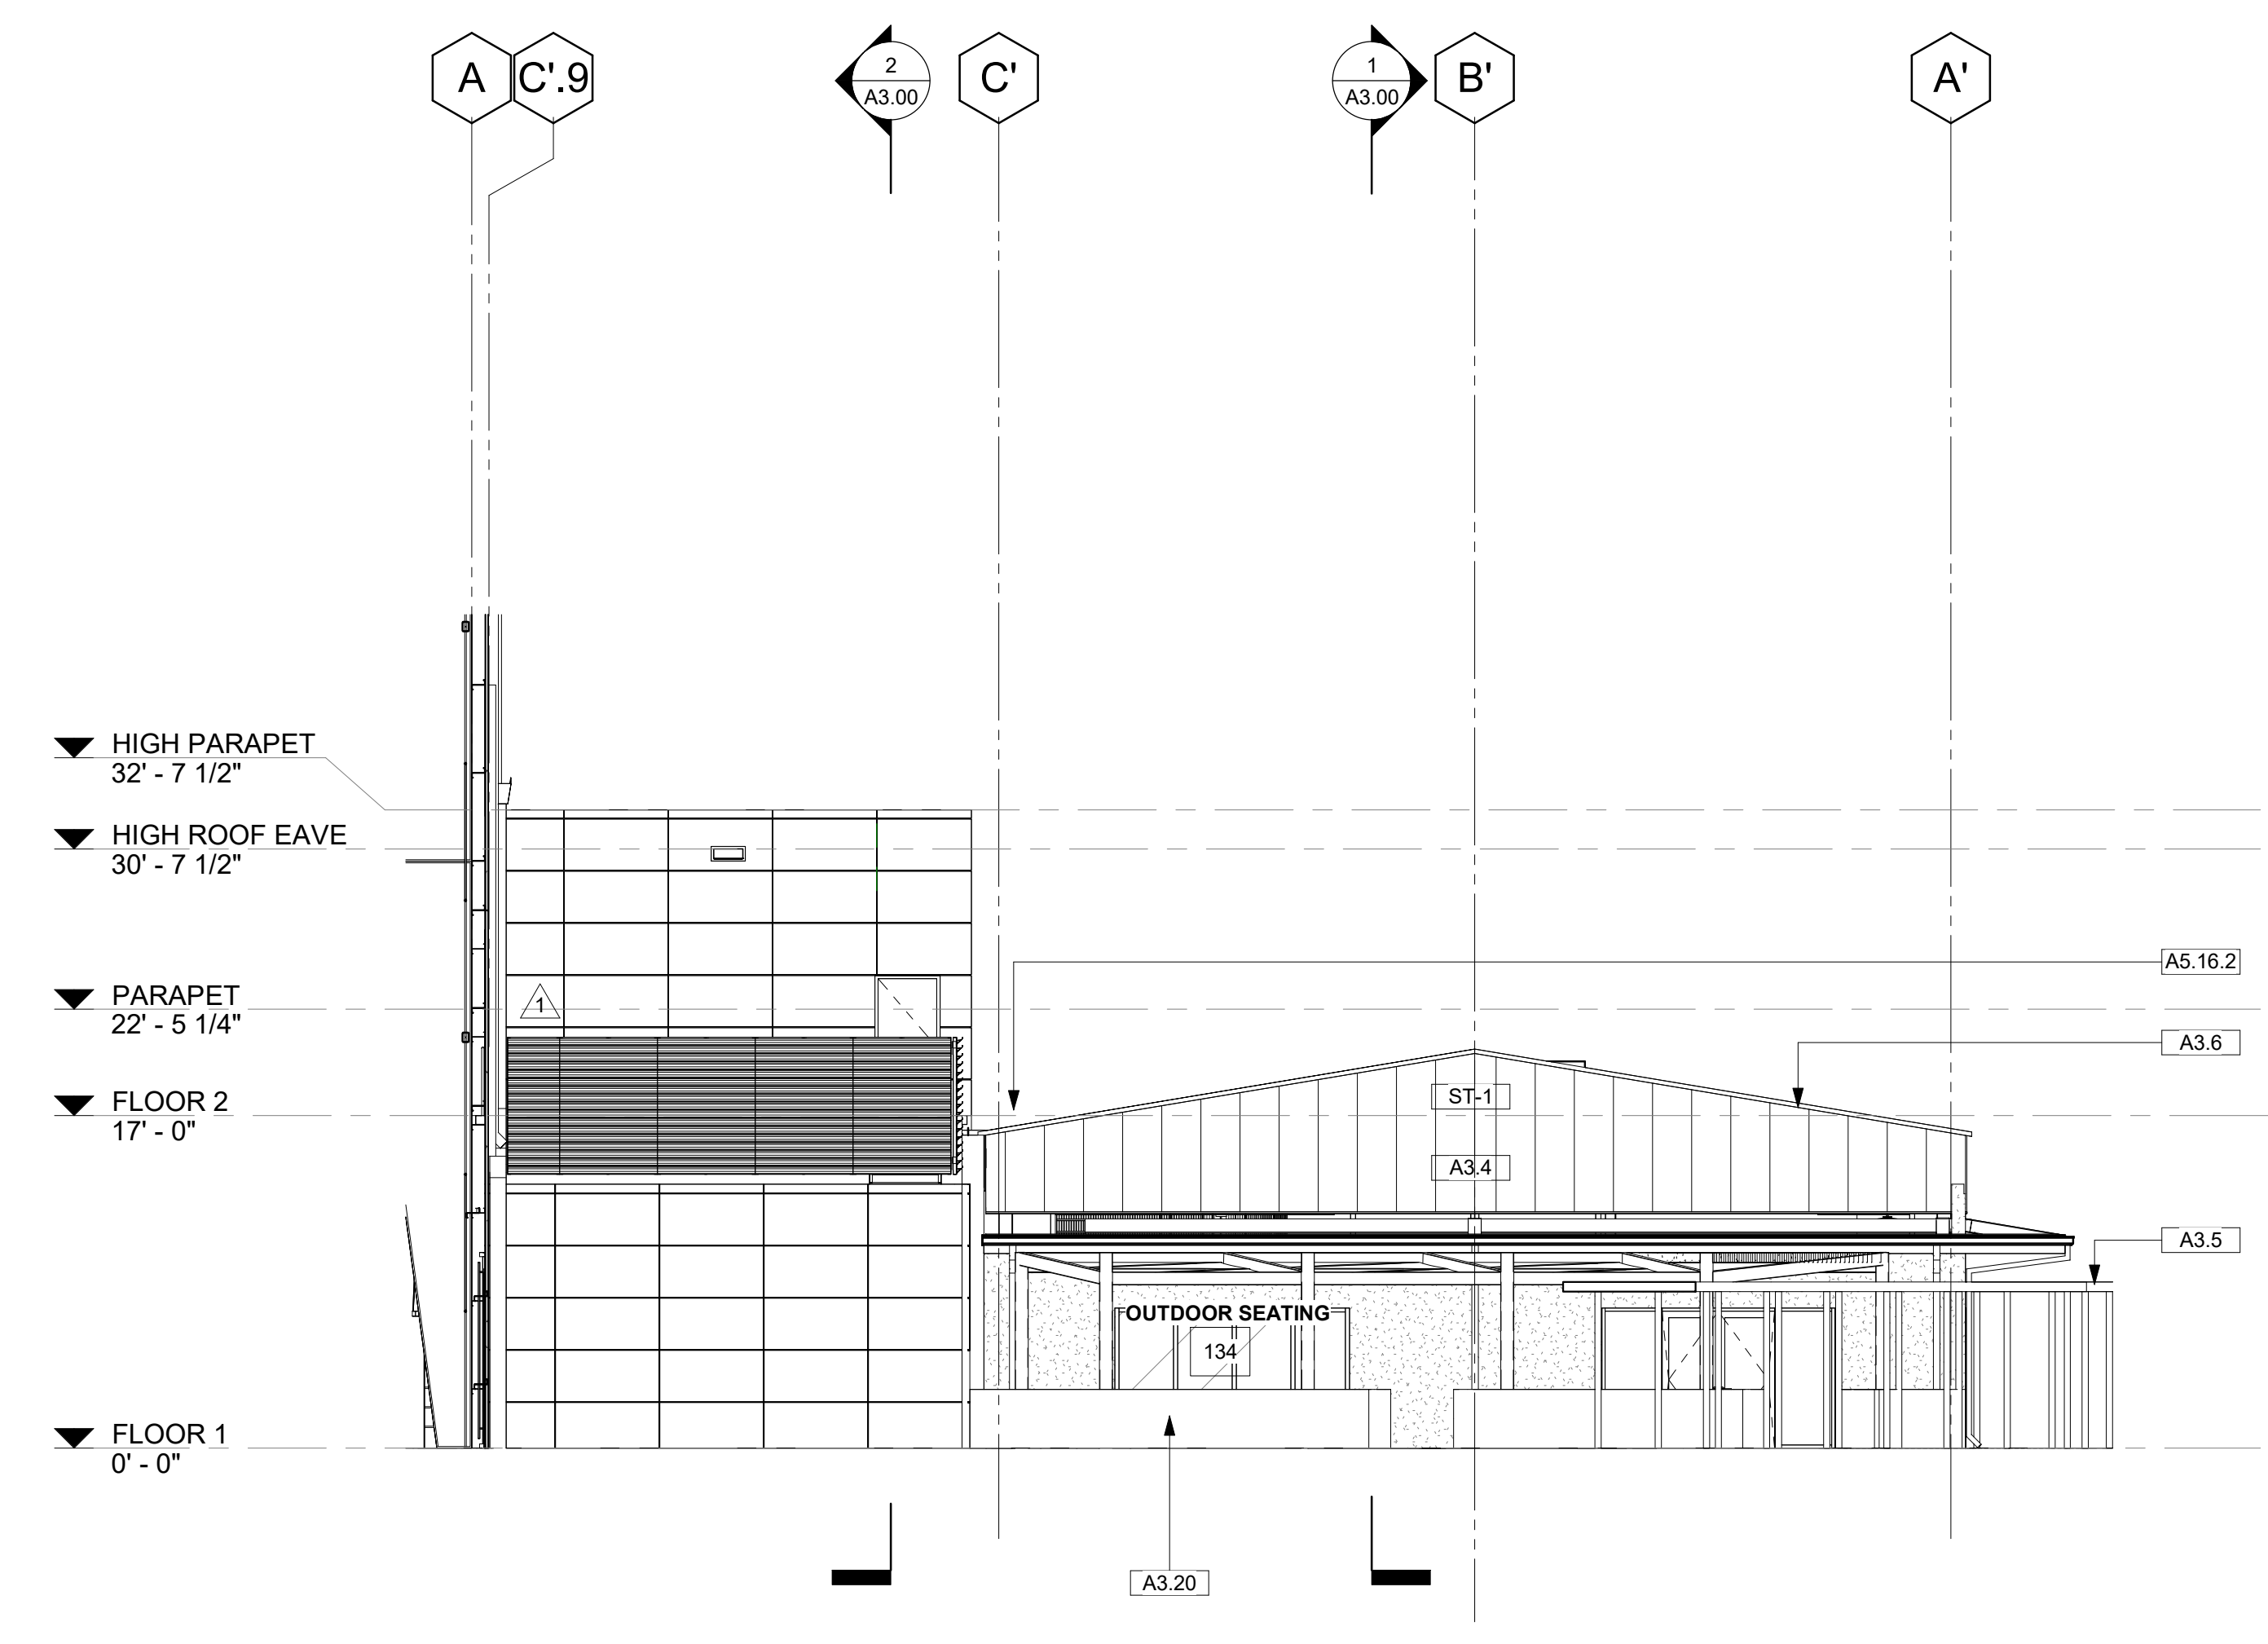 A
C'.9
2
A3.00
C'
1
A3.00
B'
A'
HIGH PARAPET
32' - 7 1/2"
HIGH ROOF EAVE
30' - 7 1/2"
A5.16.2
PARAPET
22' - 5 1/4"
1
A3.6
FLOOR 2
17' - 0"
ST-1
A3.4
A3.5
OUTDOOR SEATING
134
FLOOR 1
0' - 0"
A3.20